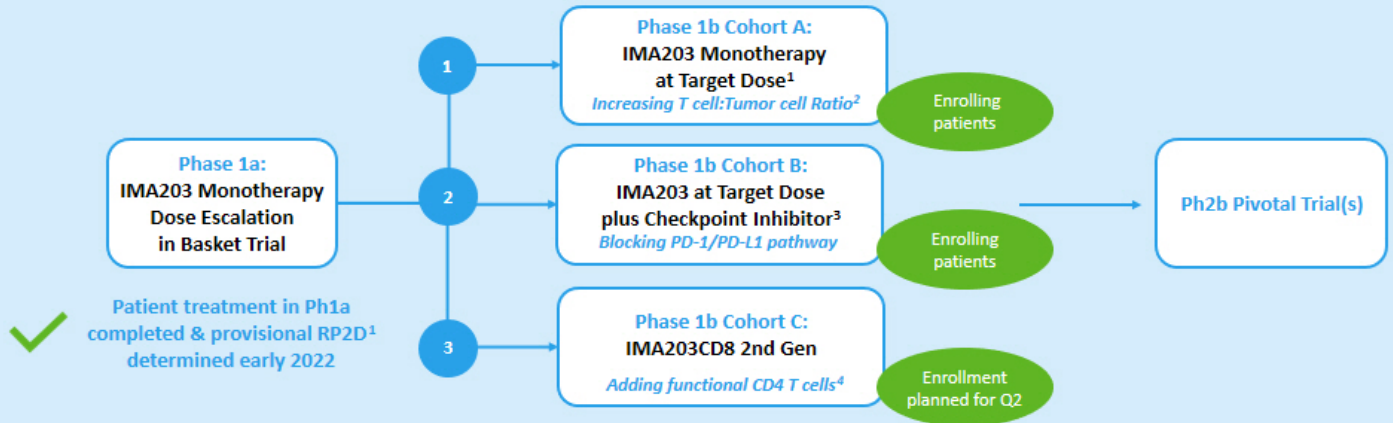 Phase 1a:
IMA203 Monotherapy
Dose Escalation
in Basket Trial
Patient treatment in Ph1a
completed & provisional RP2D¹
determined early 2022
1
Phase 1b Cohort A:
IMA203 Monotherapy
at Target Dose¹
Increasing T cell:Tumor cell Ratio²
Enrolling
patients
2
Phase 1b Cohort B:
IMA203 at Target Dose
plus Checkpoint Inhibitor³
Blocking PD-1/PD-L1 pathway
Enrolling
patients
3
Phase 1b Cohort C:
IMA203CD8 2nd Gen
Adding functional CD4 T cells⁴
Enrollment
planned for Q2
Ph2b Pivotal Trial(s)